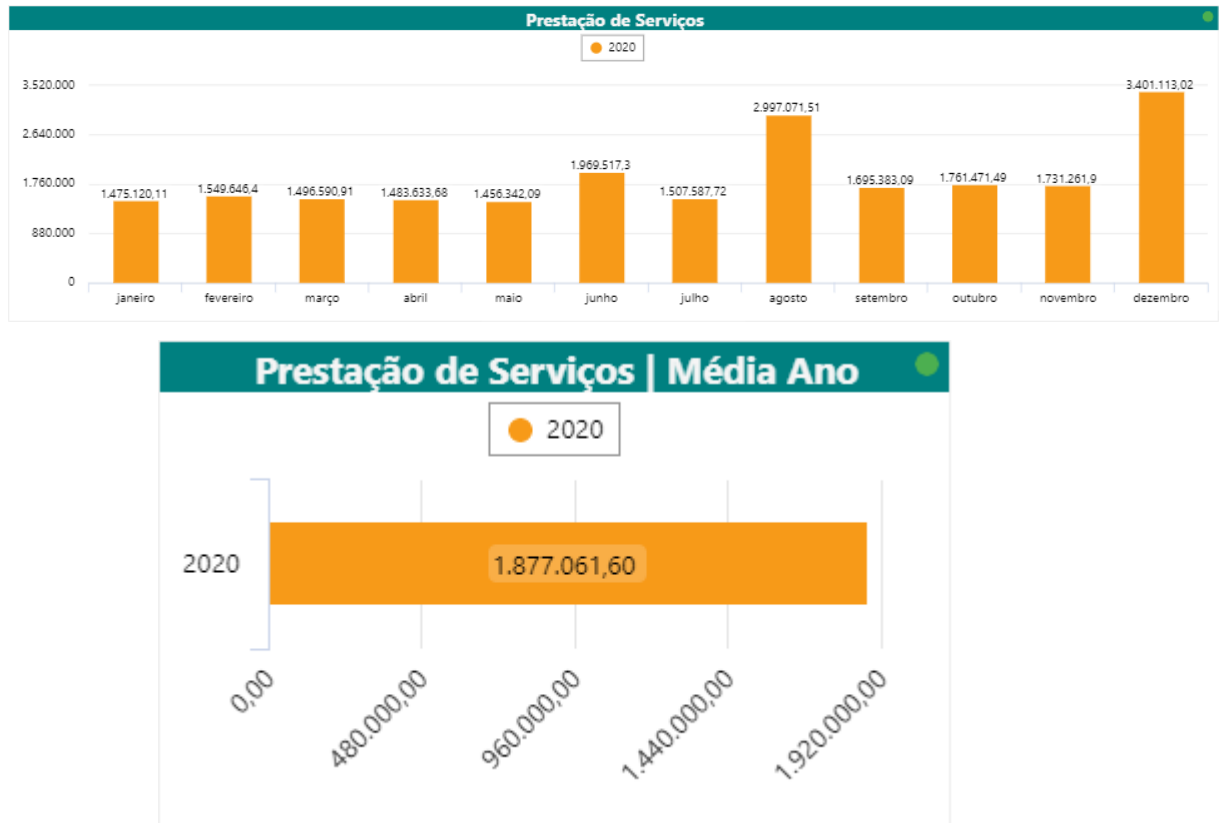 Prestação de Serviços
2020
3.520.000
2.640.000
1.760.000
880.000
0
1.475.120,11
1.549.646,4
1.496.590,91
1.483.633,68
1.456.342,09
1.969.517,3
1.507.587,72
2.997.071,51
1.695.383,09
1.761.471,49
1.731.261,9
3.401.113,02
janeiro
fevereiro
março
abril
maio
junho
julho
agosto
setembro
outubro
novembro
dezembro
Prestação de Serviços | Média Ano
2020
2020
1.877.061,60
0,00
480.000,00
960.000,00
1.440.000,00
1.920.000,00